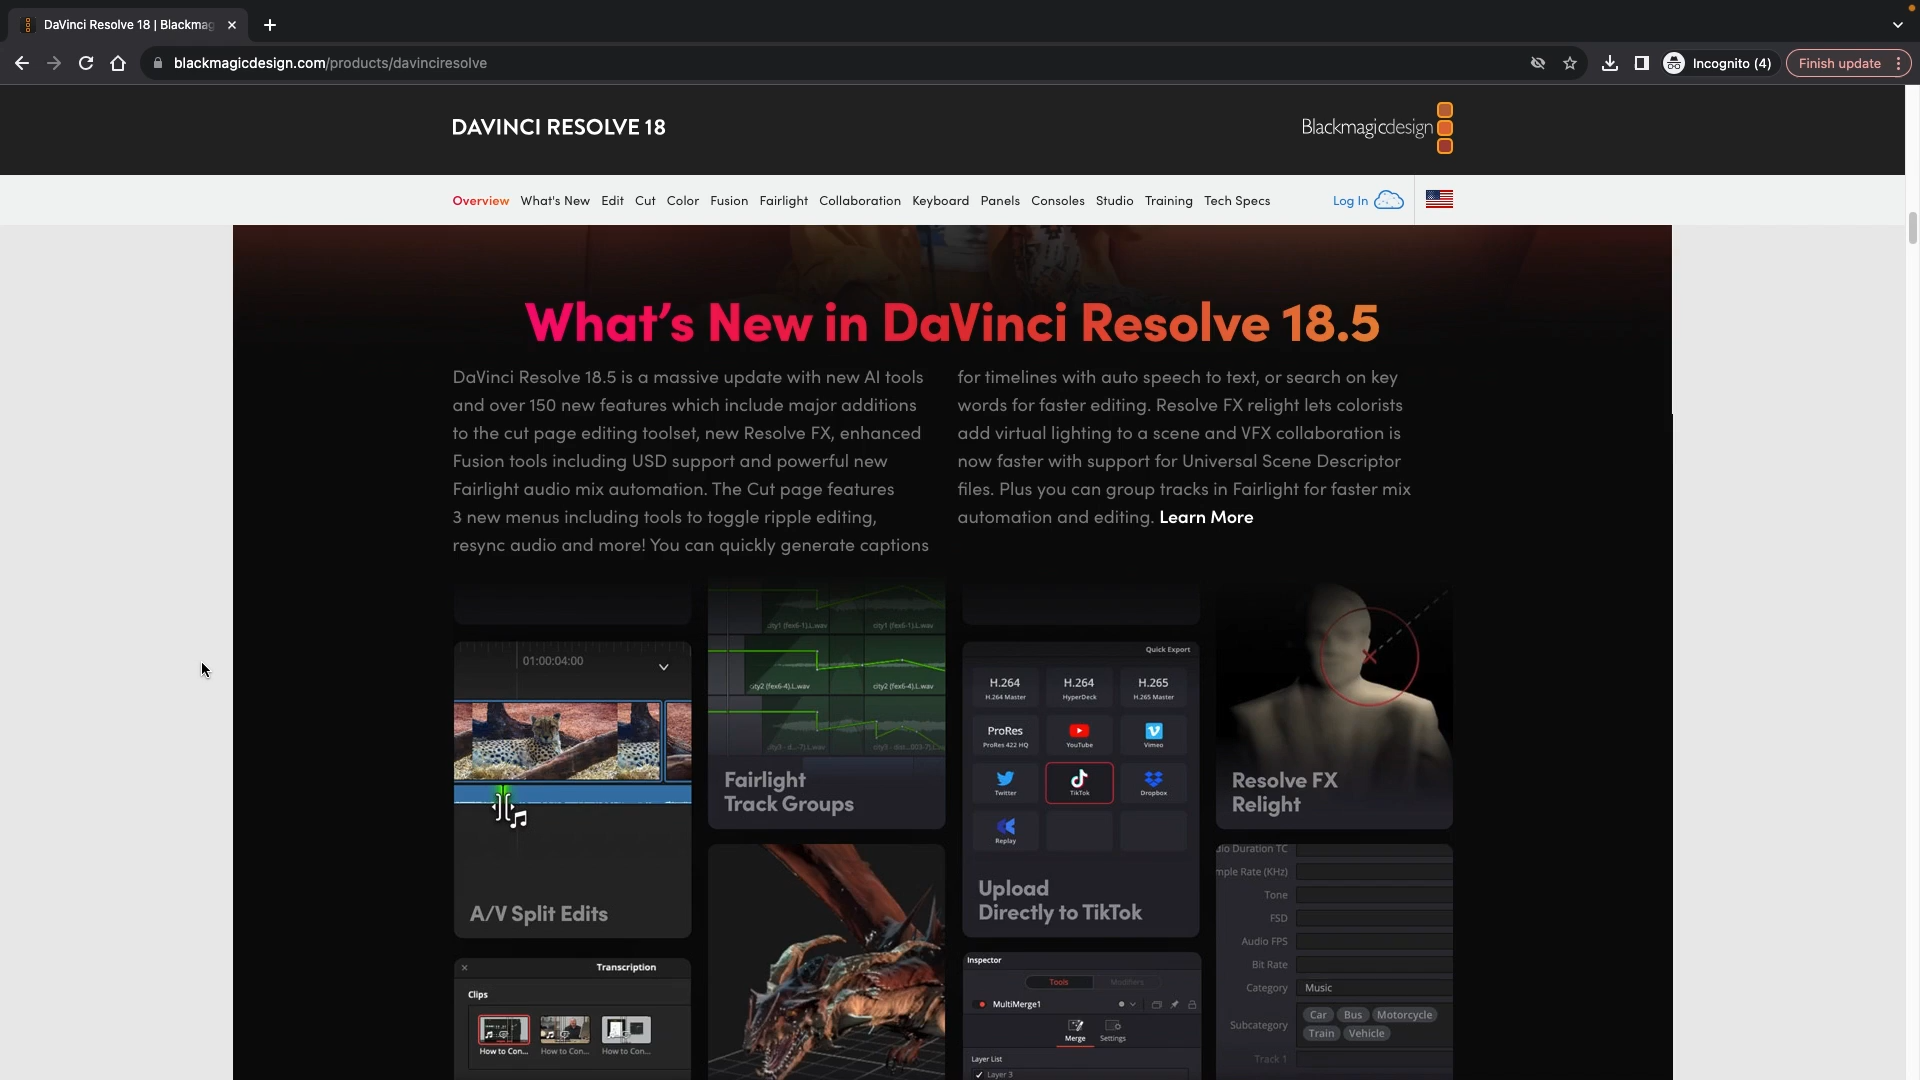 DaVinci Resolve 18 | Blackmag
blackmagicdesign.com/products/davinciresolve
Incognito (4)
Finish update
DAVINCI RESOLVE 18
Blackmagicdesign
Overview What's New Edit Cut Color Fusion Fairlight Collaboration Keyboard Panels Consoles Studio Training Tech Specs
Log In
What's New in DaVinci Resolve 18.5
DaVinci Resolve 18.5 is a massive update with new AI tools
and over 150 new features which include major additions
to the cut page editing toolset, new Resolve FX, enhanced
Fusion tools including USD support and powerful new
Fairlight audio mix automation. The Cut page features
3 new menus including tools to toggle ripple editing,
resync audio and more! You can quickly generate captions
for timelines with auto speech to text, or search on key
words for faster editing. Resolve FX relight lets colorists
add virtual lighting to a scene and VFX collaboration is
now faster with support for Universal Scene Descriptor
files. Plus you can group tracks in Fairlight for faster mix
automation and editing. Learn More
01:00:04:00
A/V Split Edits
Transcription
Clips
How to Con... How to Con... How to Con...
city1 (fex6-1).L.wav
city2 (fex6-4).L.wav city2 (fex6-4).L.wav
Fairlight
Track Groups
Quick Export
H.264 H.264 H.265
H.264 Master HyperDeck H.265 Master
ProRes
ProRes 422 HQ YouTube Vimeo
Twitter TikTok Dropbox
Replay
Upload
Directly to TikTok
Inspector
Tools Modifiers
MultiMerge1
Merge Settings
Layer List
Layer 3
Resolve FX
Relight
dio Duration TC
mple Rate (KHz)
Tone
FSD
Audio FPS
Bit Rate
Category Music
Subcategory Car Bus Motorcycle
Train Vehicle
Track 1